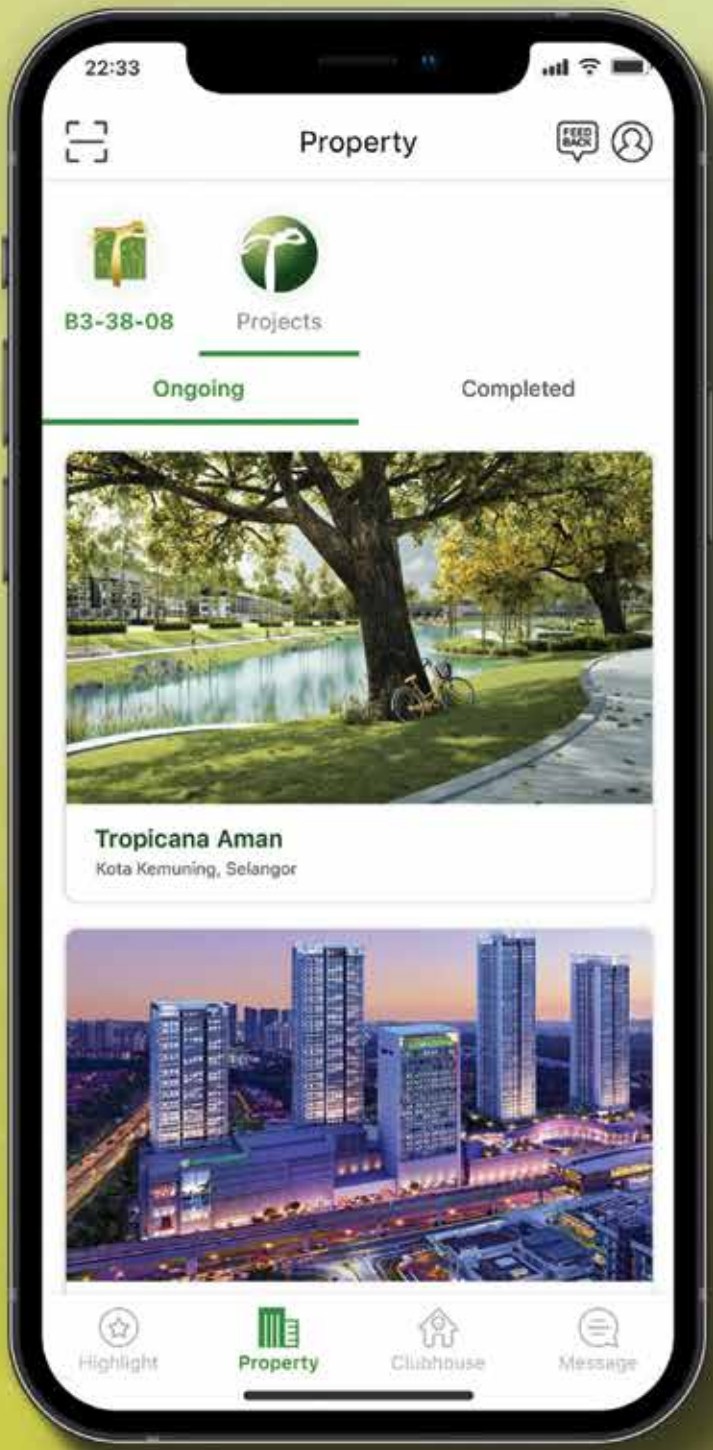 22:33
Property
FEED
BACK
B3-38-08
Projects
Ongoing
Completed
Tropicana Aman
Kota Kemuning, Selangor
Highlight
Property
Clubhouse
Message